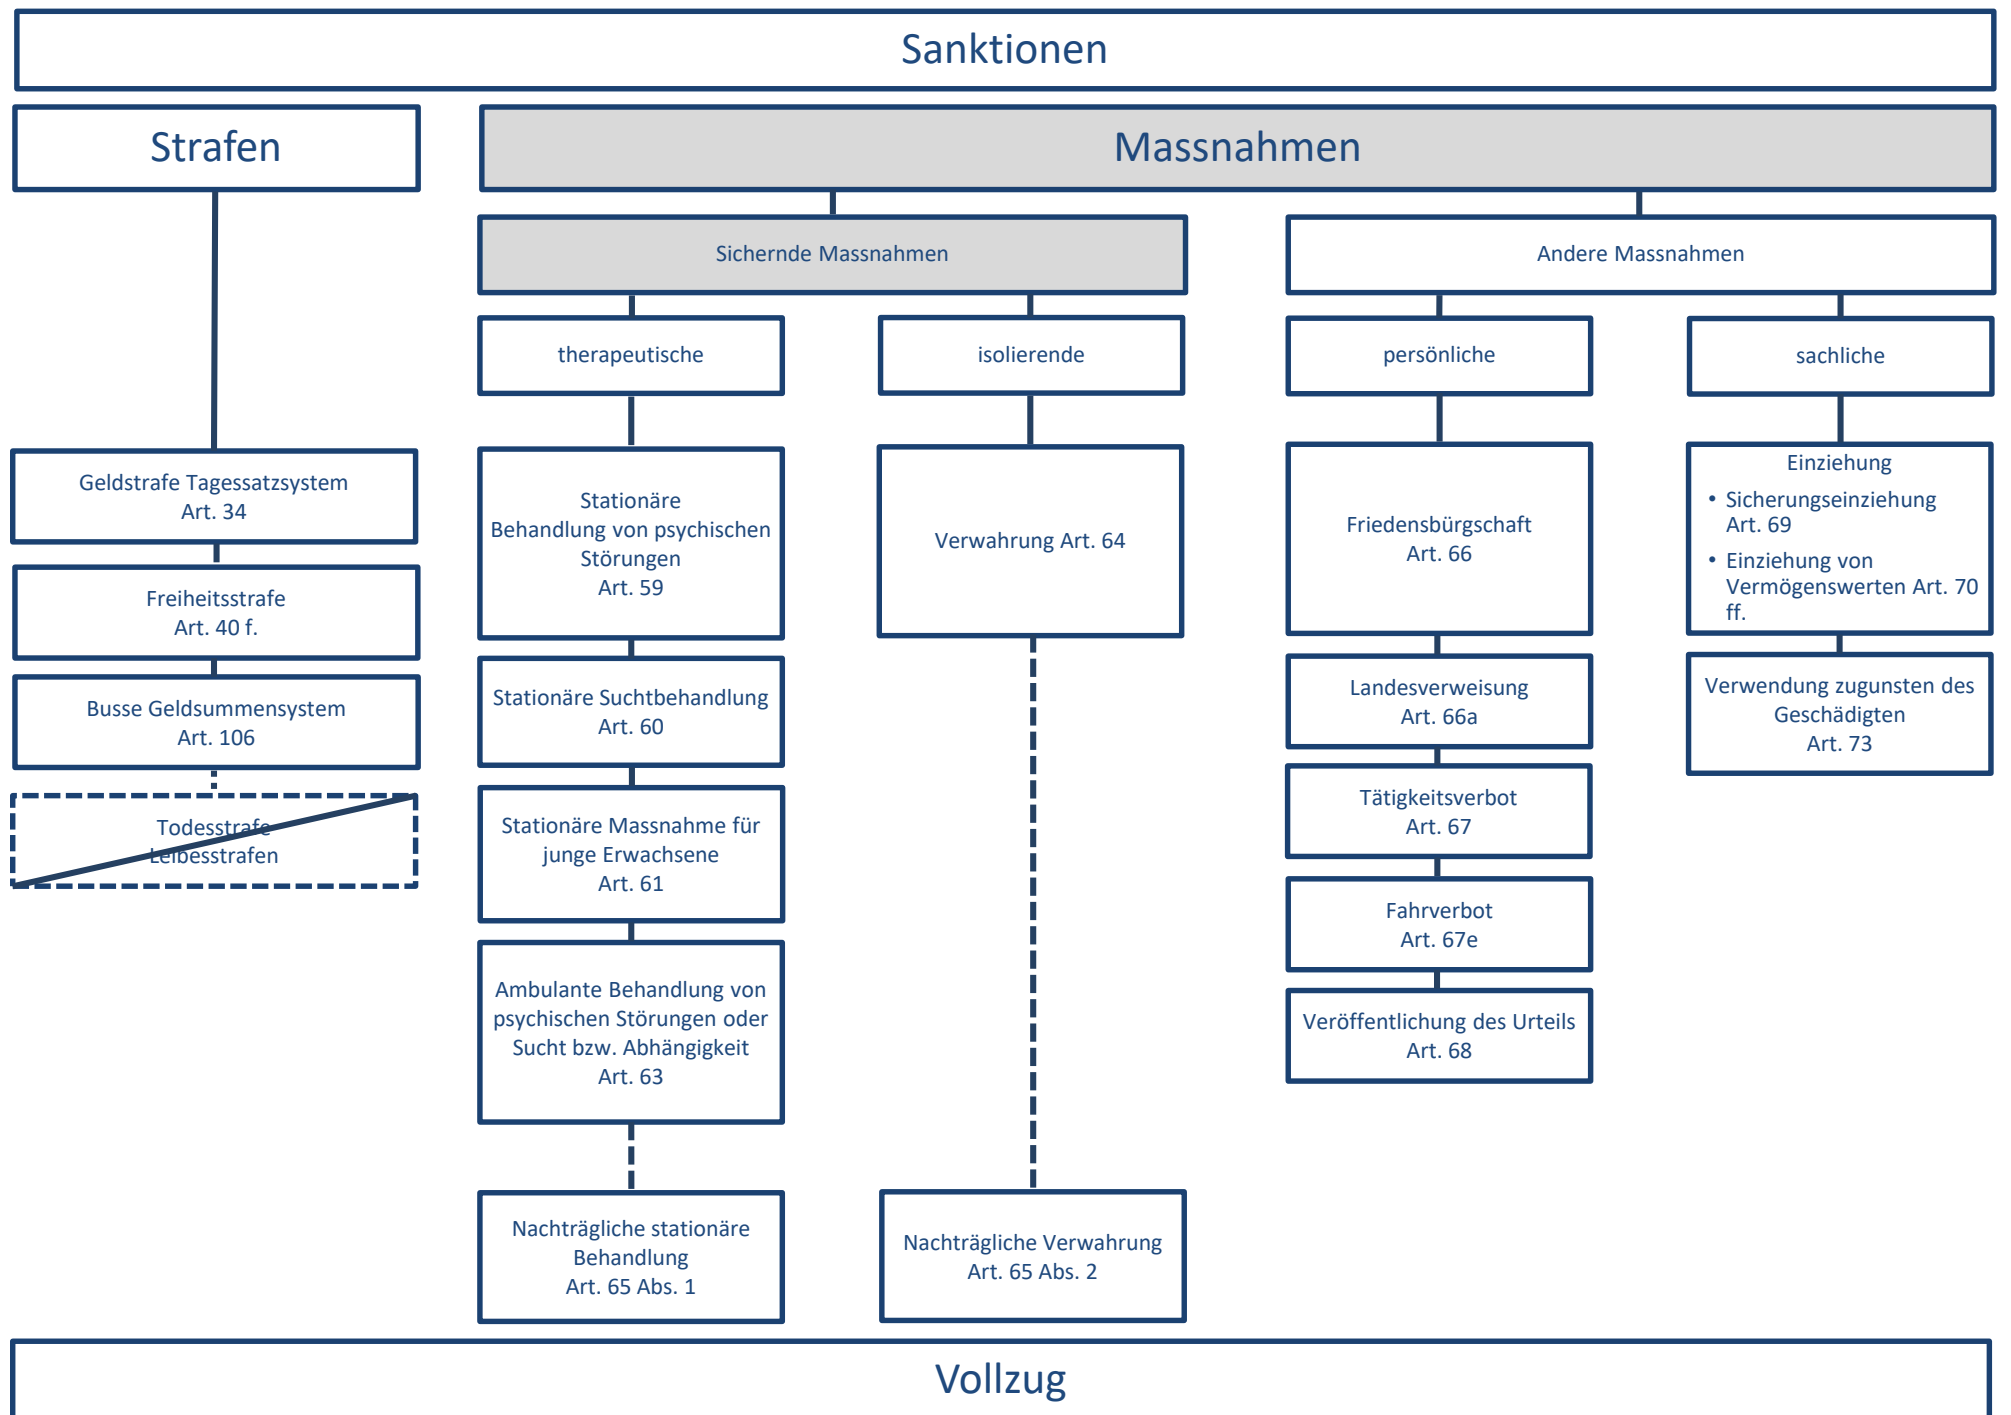 Sanktionen
Strafen
Massnahmen
Sichernde Massnahmen
Andere Massnahmen
therapeutische
isolierende
persönliche
sachliche
Geldstrafe Tagessatzsystem
Art. 34
Freiheitsstrafe
Art. 40 f.
Busse Geldsummensystem
Art. 106
Todesstrafe
Leibesstrafen
Stationäre
Behandlung von psychischen
Störungen
Art. 59
Stationäre Suchtbehandlung
Art. 60
Stationäre Massnahme für
junge Erwachsene
Art. 61
Ambulante Behandlung von
psychischen Störungen oder
Sucht bzw. Abhängigkeit
Art. 63
Nachträgliche stationäre
Behandlung
Art. 65 Abs. 1
Verwahrung Art. 64
Nachträgliche Verwahrung
Art. 65 Abs. 2
Friedensbürgschaft
Art. 66
Landesverweisung
Art. 66a
Tätigkeitsverbot
Art. 67
Fahrverbot
Art. 67e
Veröffentlichung des Urteils
Art. 68
Einziehung
• Sicherungseinziehung
Art. 69
• Einziehung von
Vermögenswerten Art. 70
ff.
Verwendung zugunsten des
Geschädigten
Art. 73
Vollzug